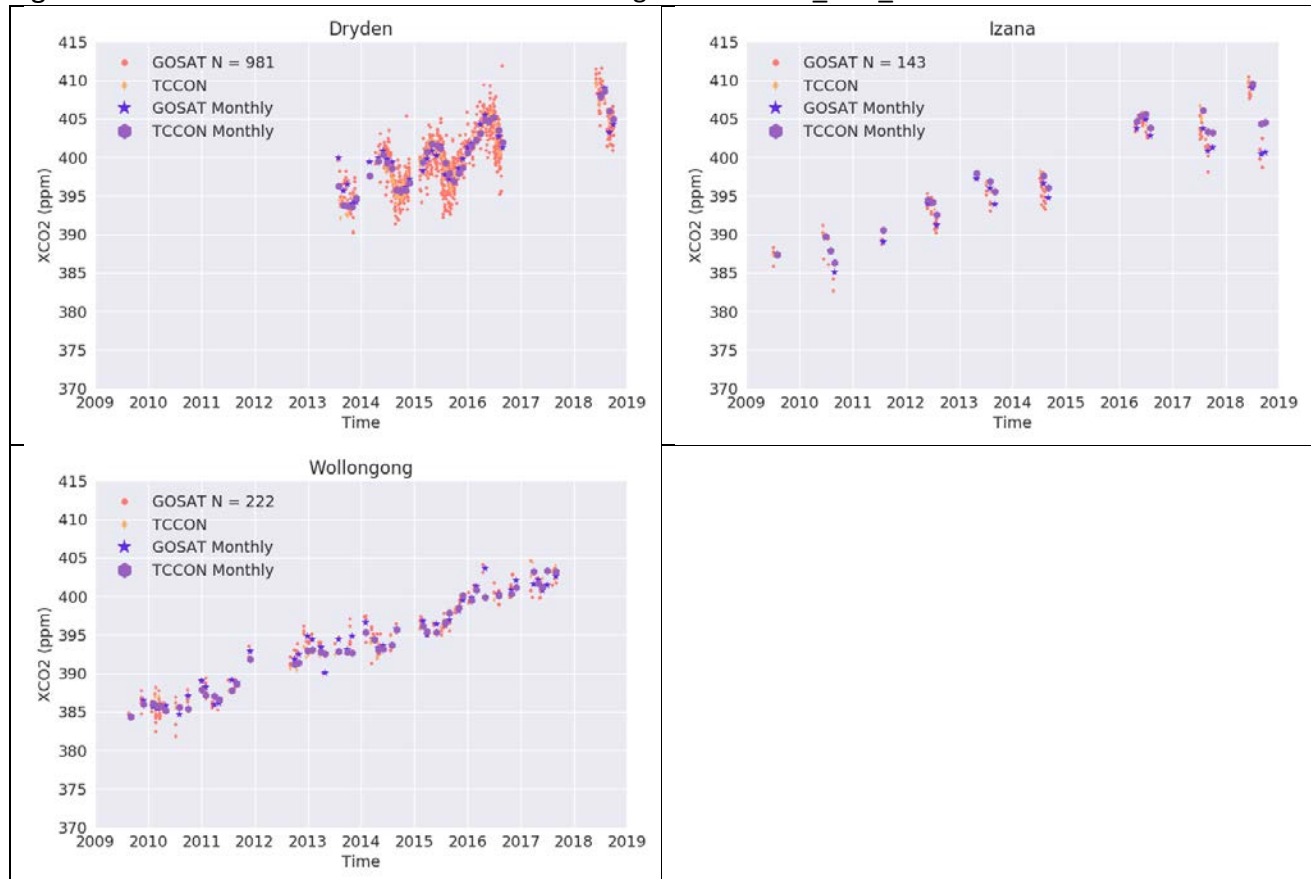 Dryden
415
410
405
400
395
390
385
380
375
370
XCO2 (ppm)
GOSAT N = 981
TCCON
GOSAT Monthly
TCCON Monthly
2009 2010 2011 2012 2013 2014 2015 2016 2017 2018 2019
Time
Izana
415
410
405
400
395
390
385
380
375
370
XCO2 (ppm)
GOSAT N = 143
TCCON
GOSAT Monthly
TCCON Monthly
2009 2010 2011 2012 2013 2014 2015 2016 2017 2018 2019
Time
Wollongong
415
410
405
400
395
390
385
380
375
370
XCO2 (ppm)
GOSAT N = 222
TCCON
GOSAT Monthly
TCCON Monthly
2009 2010 2011 2012 2013 2014 2015 2016 2017 2018 2019
Time